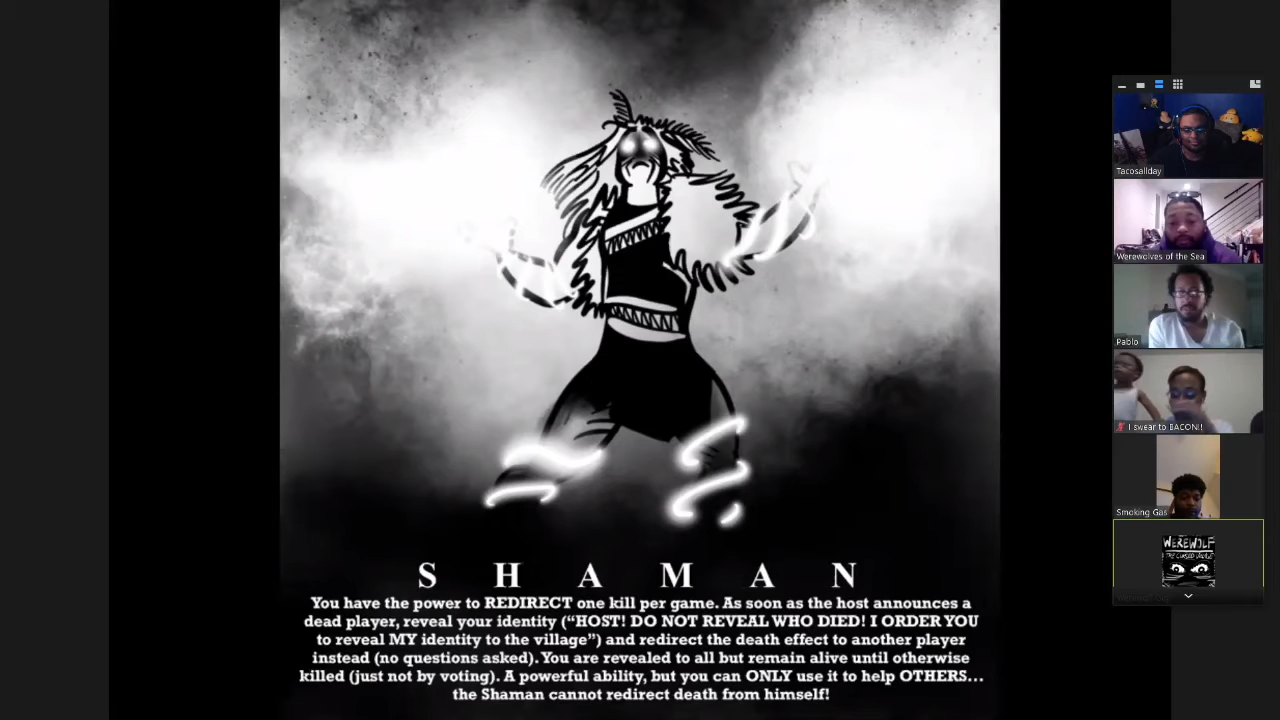 S H A M A N
You have the power to REDIRECT one kill per game. As soon as the host announces a
dead player, reveal your identity (“HOST! DO NOT REVEAL WHO DIED! I ORDER YOU
to reveal MY identity to the village”) and redirect the death effect to another player
instead (no questions asked). You are revealed to all but remain alive until otherwise
killed (just not by voting). A powerful ability, but you can ONLY use it to help OTHERS...
the Shaman cannot redirect death from himself!
Tacosallday
Werewolves of the Sea
Pablo
I swear to BACON!!
Smoking Gas
WEREWOLF
THE CURSED VILLAGE